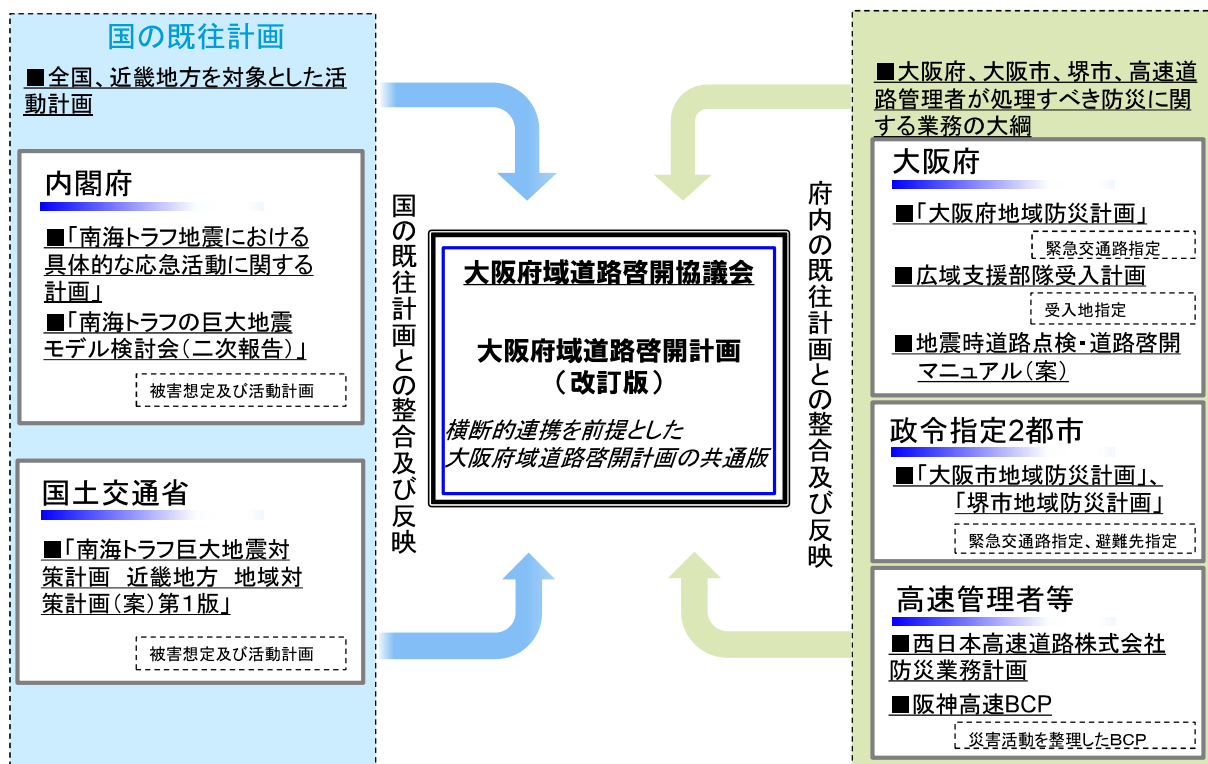 国の既往計画
■全国、近畿地方を対象とした活
動計画
内閣府
■「南海トラフ地震における
具体的な応急活動に関する
計画」
■「南海トラフの巨大地震
モデル検討会（二次報告）」
被害想定及び活動計画
国土交通省
■「南海トラフ巨大地震対
策計画　近畿地方　地域対
策計画（案）第１版」
被害想定及び活動計画
国の既往計画との整合及び反映
大阪府域道路啓開協議会
大阪府域道路啓開計画
（改訂版）
横断的連携を前提とした
大阪府域道路啓開計画の共通版
府内の既往計画との整合及び反映
■大阪府、大阪市、堺市、高速道
路管理者が処理すべき防災に関
する業務の大綱
大阪府
■「大阪府地域防災計画」
緊急交通路指定
■広域支援部隊受入計画
受入地指定
■地震時道路点検・道路啓開
マニュアル（案）
政令指定2都市
■「大阪市地域防災計画」、
「堺市地域防災計画」
緊急交通路指定、避難先指定
高速管理者等
■西日本高速道路株式会社
防災業務計画
■阪神高速BCP
災害活動を整理したBCP